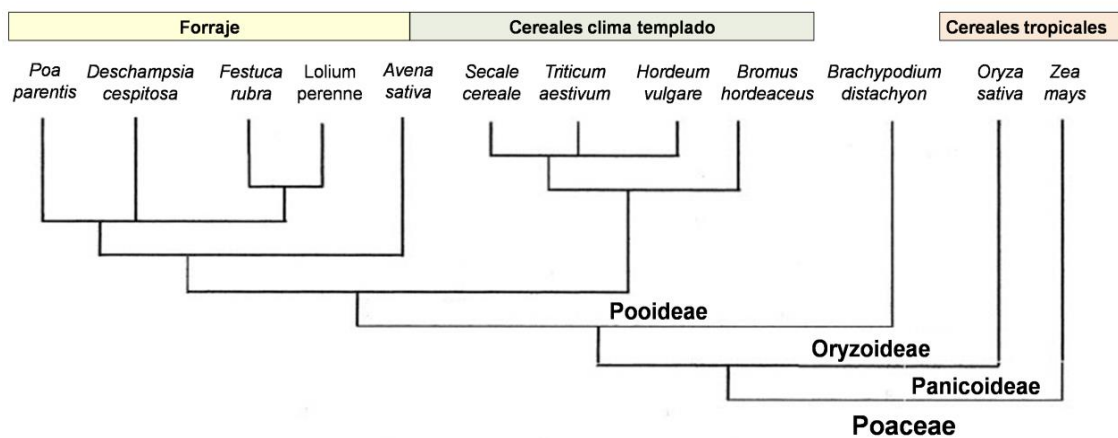 Forraje
Cereales clima templado
Cereales tropicales
Poa
parentis
Deschampsia
cespitosa
Festuca
rubra
Lolium
perenne
Avena
sativa
Secale
cereale
Triticum
aestivum
Hordeum
vulgare
Bromus
hordeaceus
Brachypodium
distachyon
Oryza
sativa
Zea
mays
Pooideae
Oryzoideae
Panicoideae
Poaceae